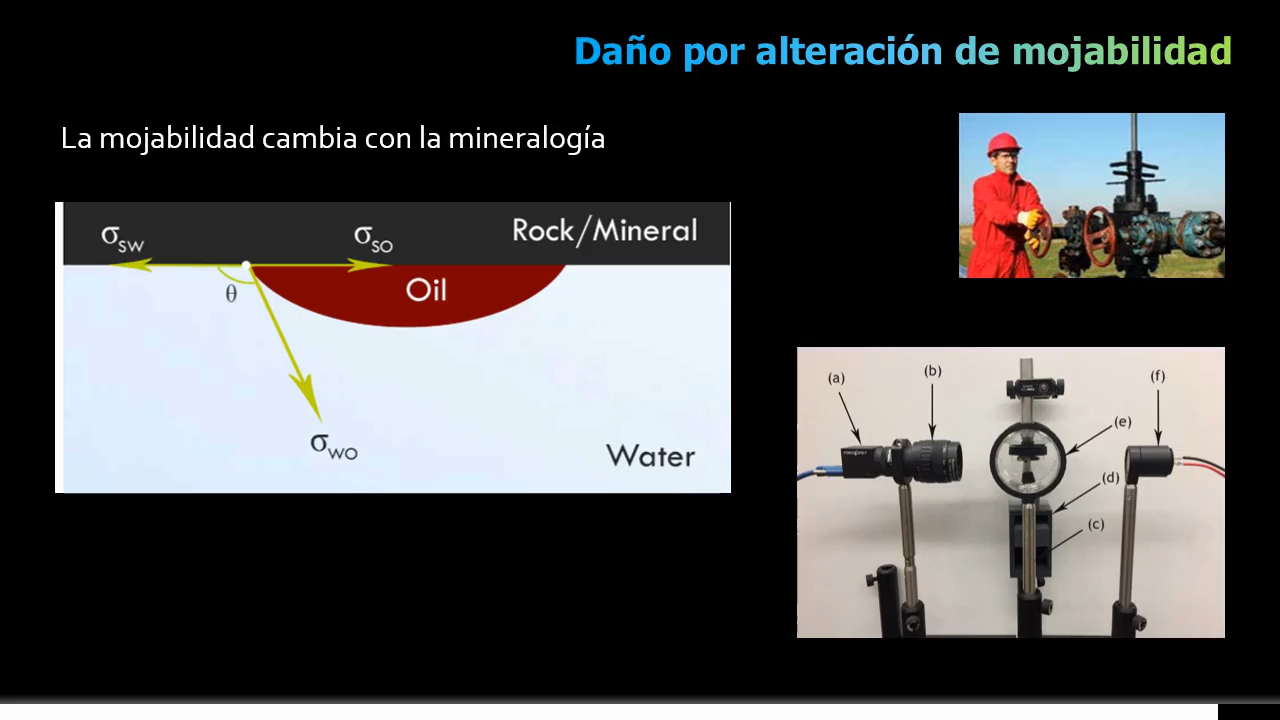 Daño por alteración de mojabilidad
La mojabilidad cambia con la mineralogía
σSW
σSO
Rock/Mineral
θ
Oil
σWO
Water
(a)
(b)
(f)
(e)
(d)
(c)